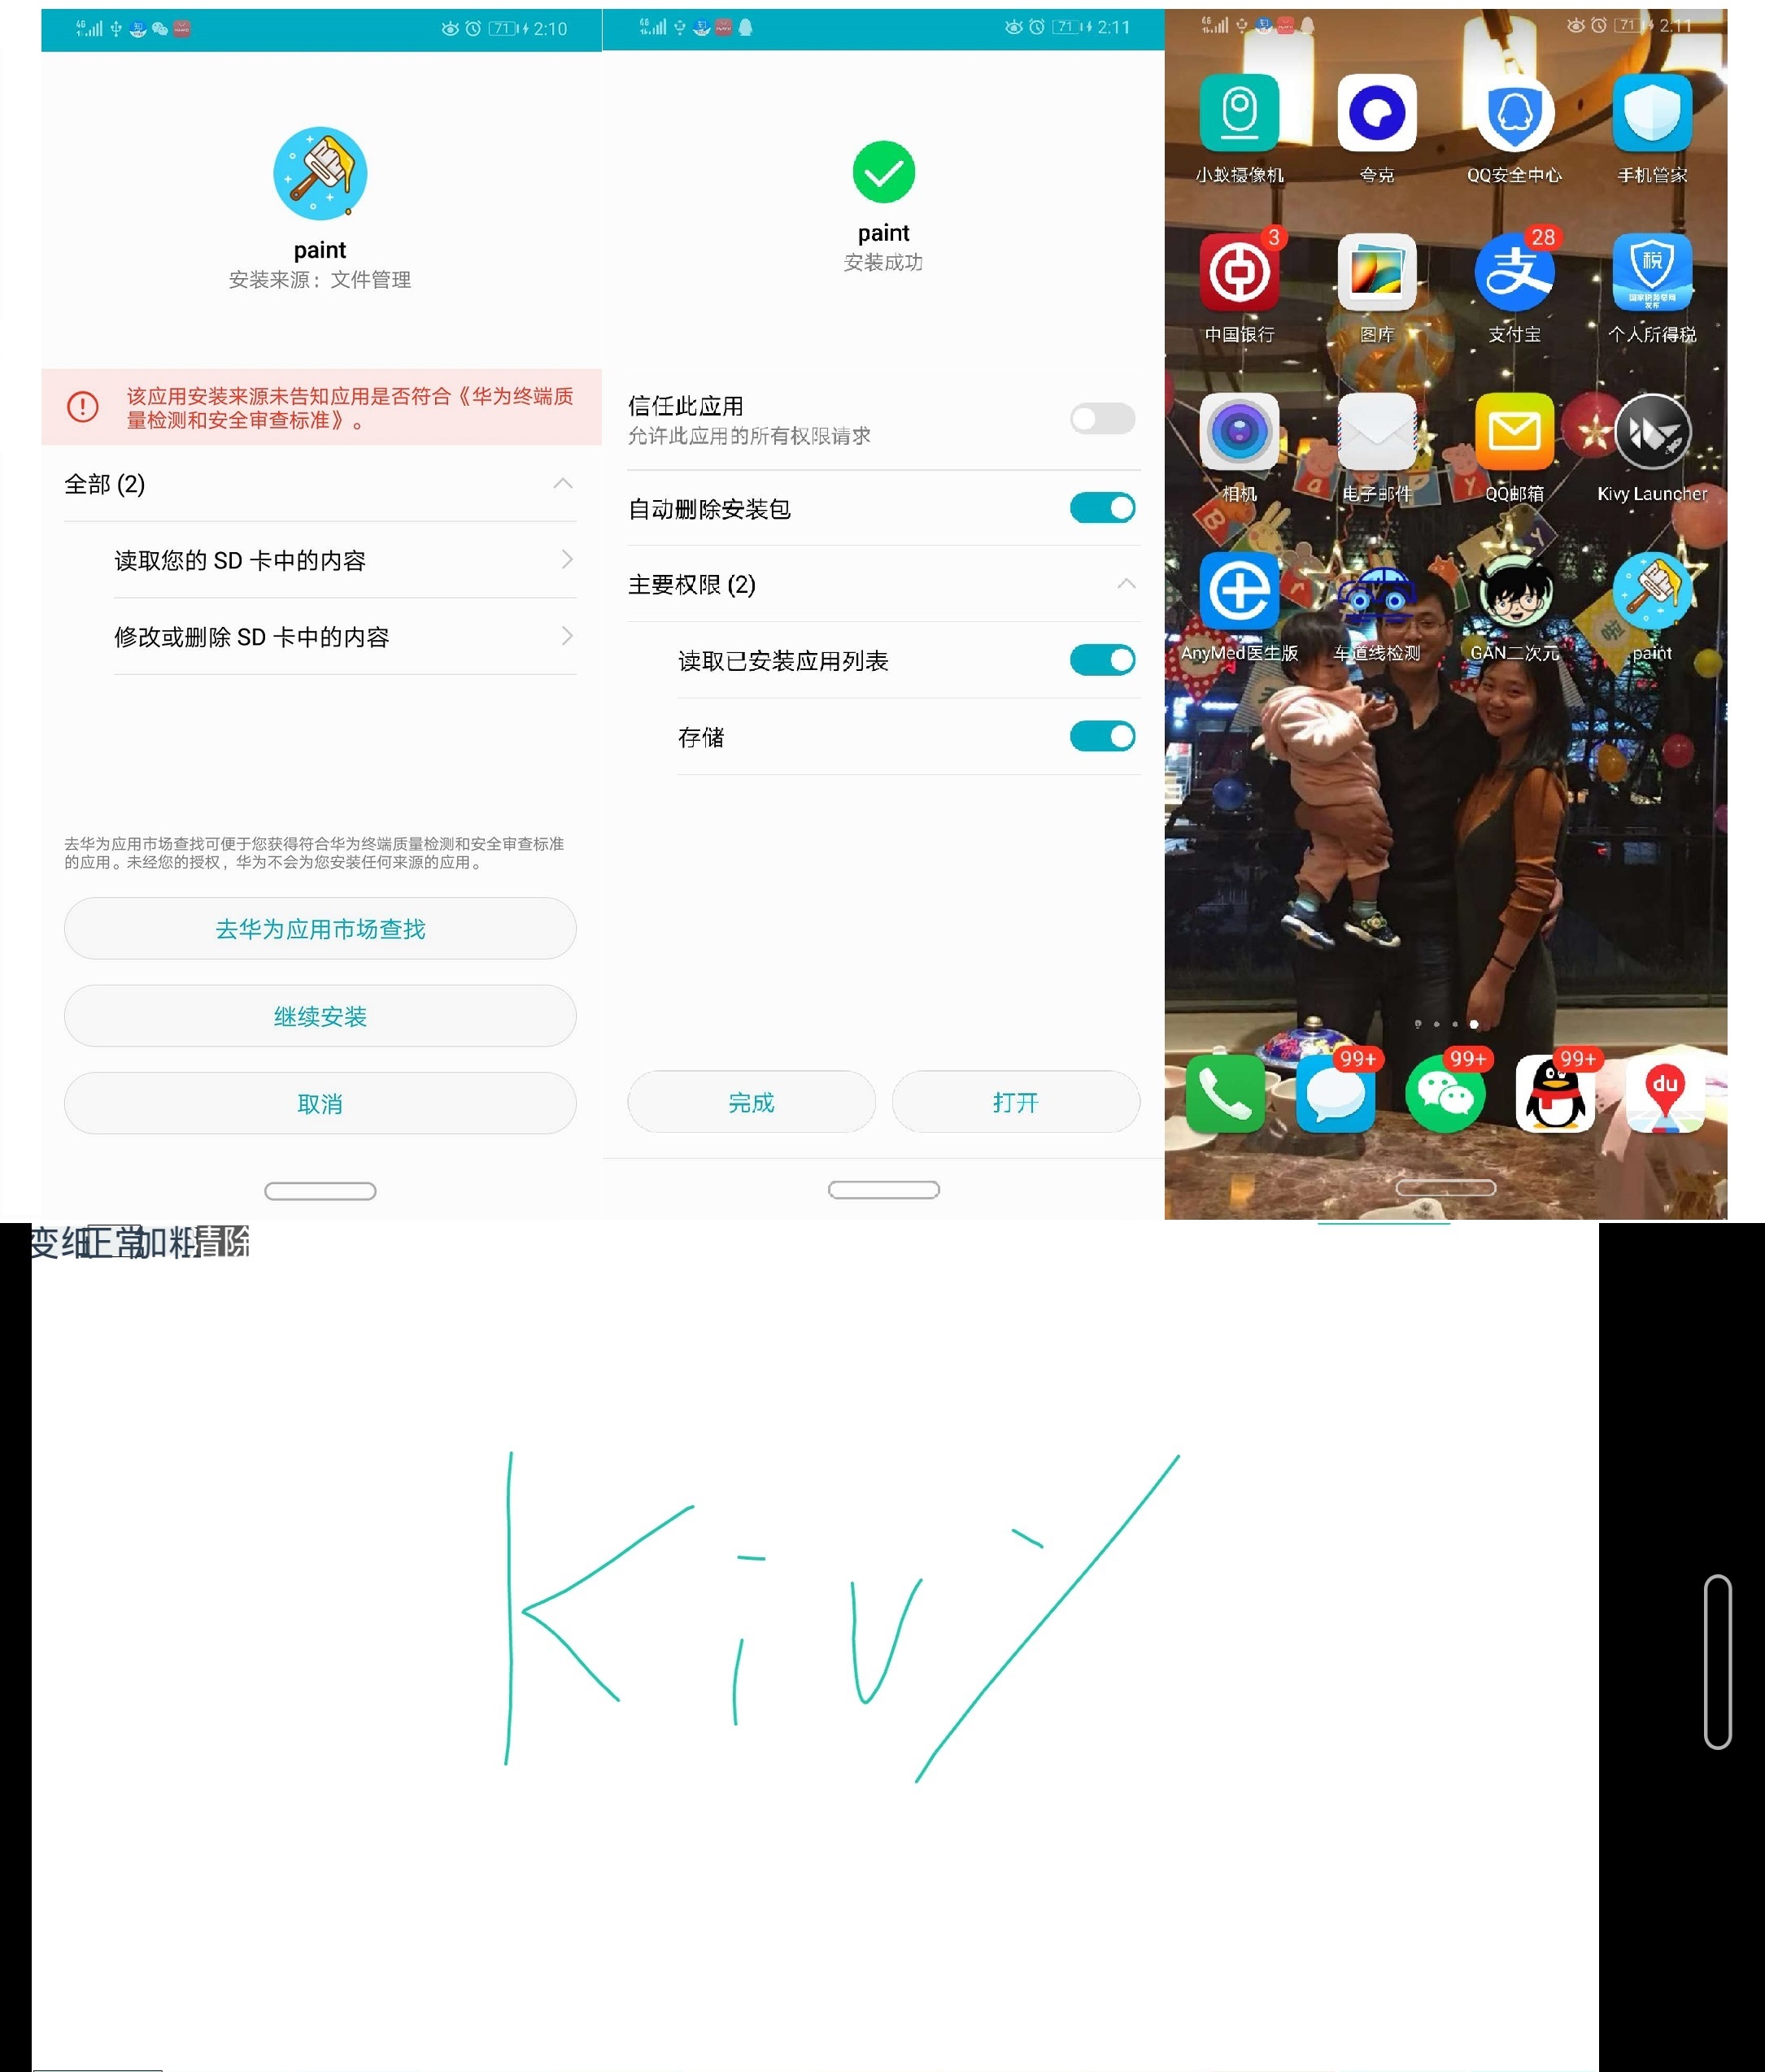 4G 71 2:10
paint
安装来源：文件管理
该应用安装来源未告知应用是否符合《华为终端质
量检测和安全审查标准》。
全部 (2)
读取您的 SD 卡中的内容
修改或删除 SD 卡中的内容
去华为应用市场查找可便于您获得符合华为终端质量检测和安全审查标准
的应用。未经您的授权，华为不会为您安装任何来源的应用。
去华为应用市场查找
继续安装
取消
4G 71 2:11
paint
安装成功
信任此应用
允许此应用的所有权限请求
自动删除安装包
主要权限 (2)
读取已安装应用列表
存储
完成 打开
4G 71 2:11
小蚁摄像机 夸克 QQ安全中心 手机管家
3 28 支 税
国家税务总局
发布
中国银行 图库 支付宝 个人所得税
相机 电子邮件 QQ邮箱 Kivy Launcher
AnyMed医生版 车道线检测 GAN二次元 paint
99+ 99+ 99+
du
变细正常加粗清除
Kivy